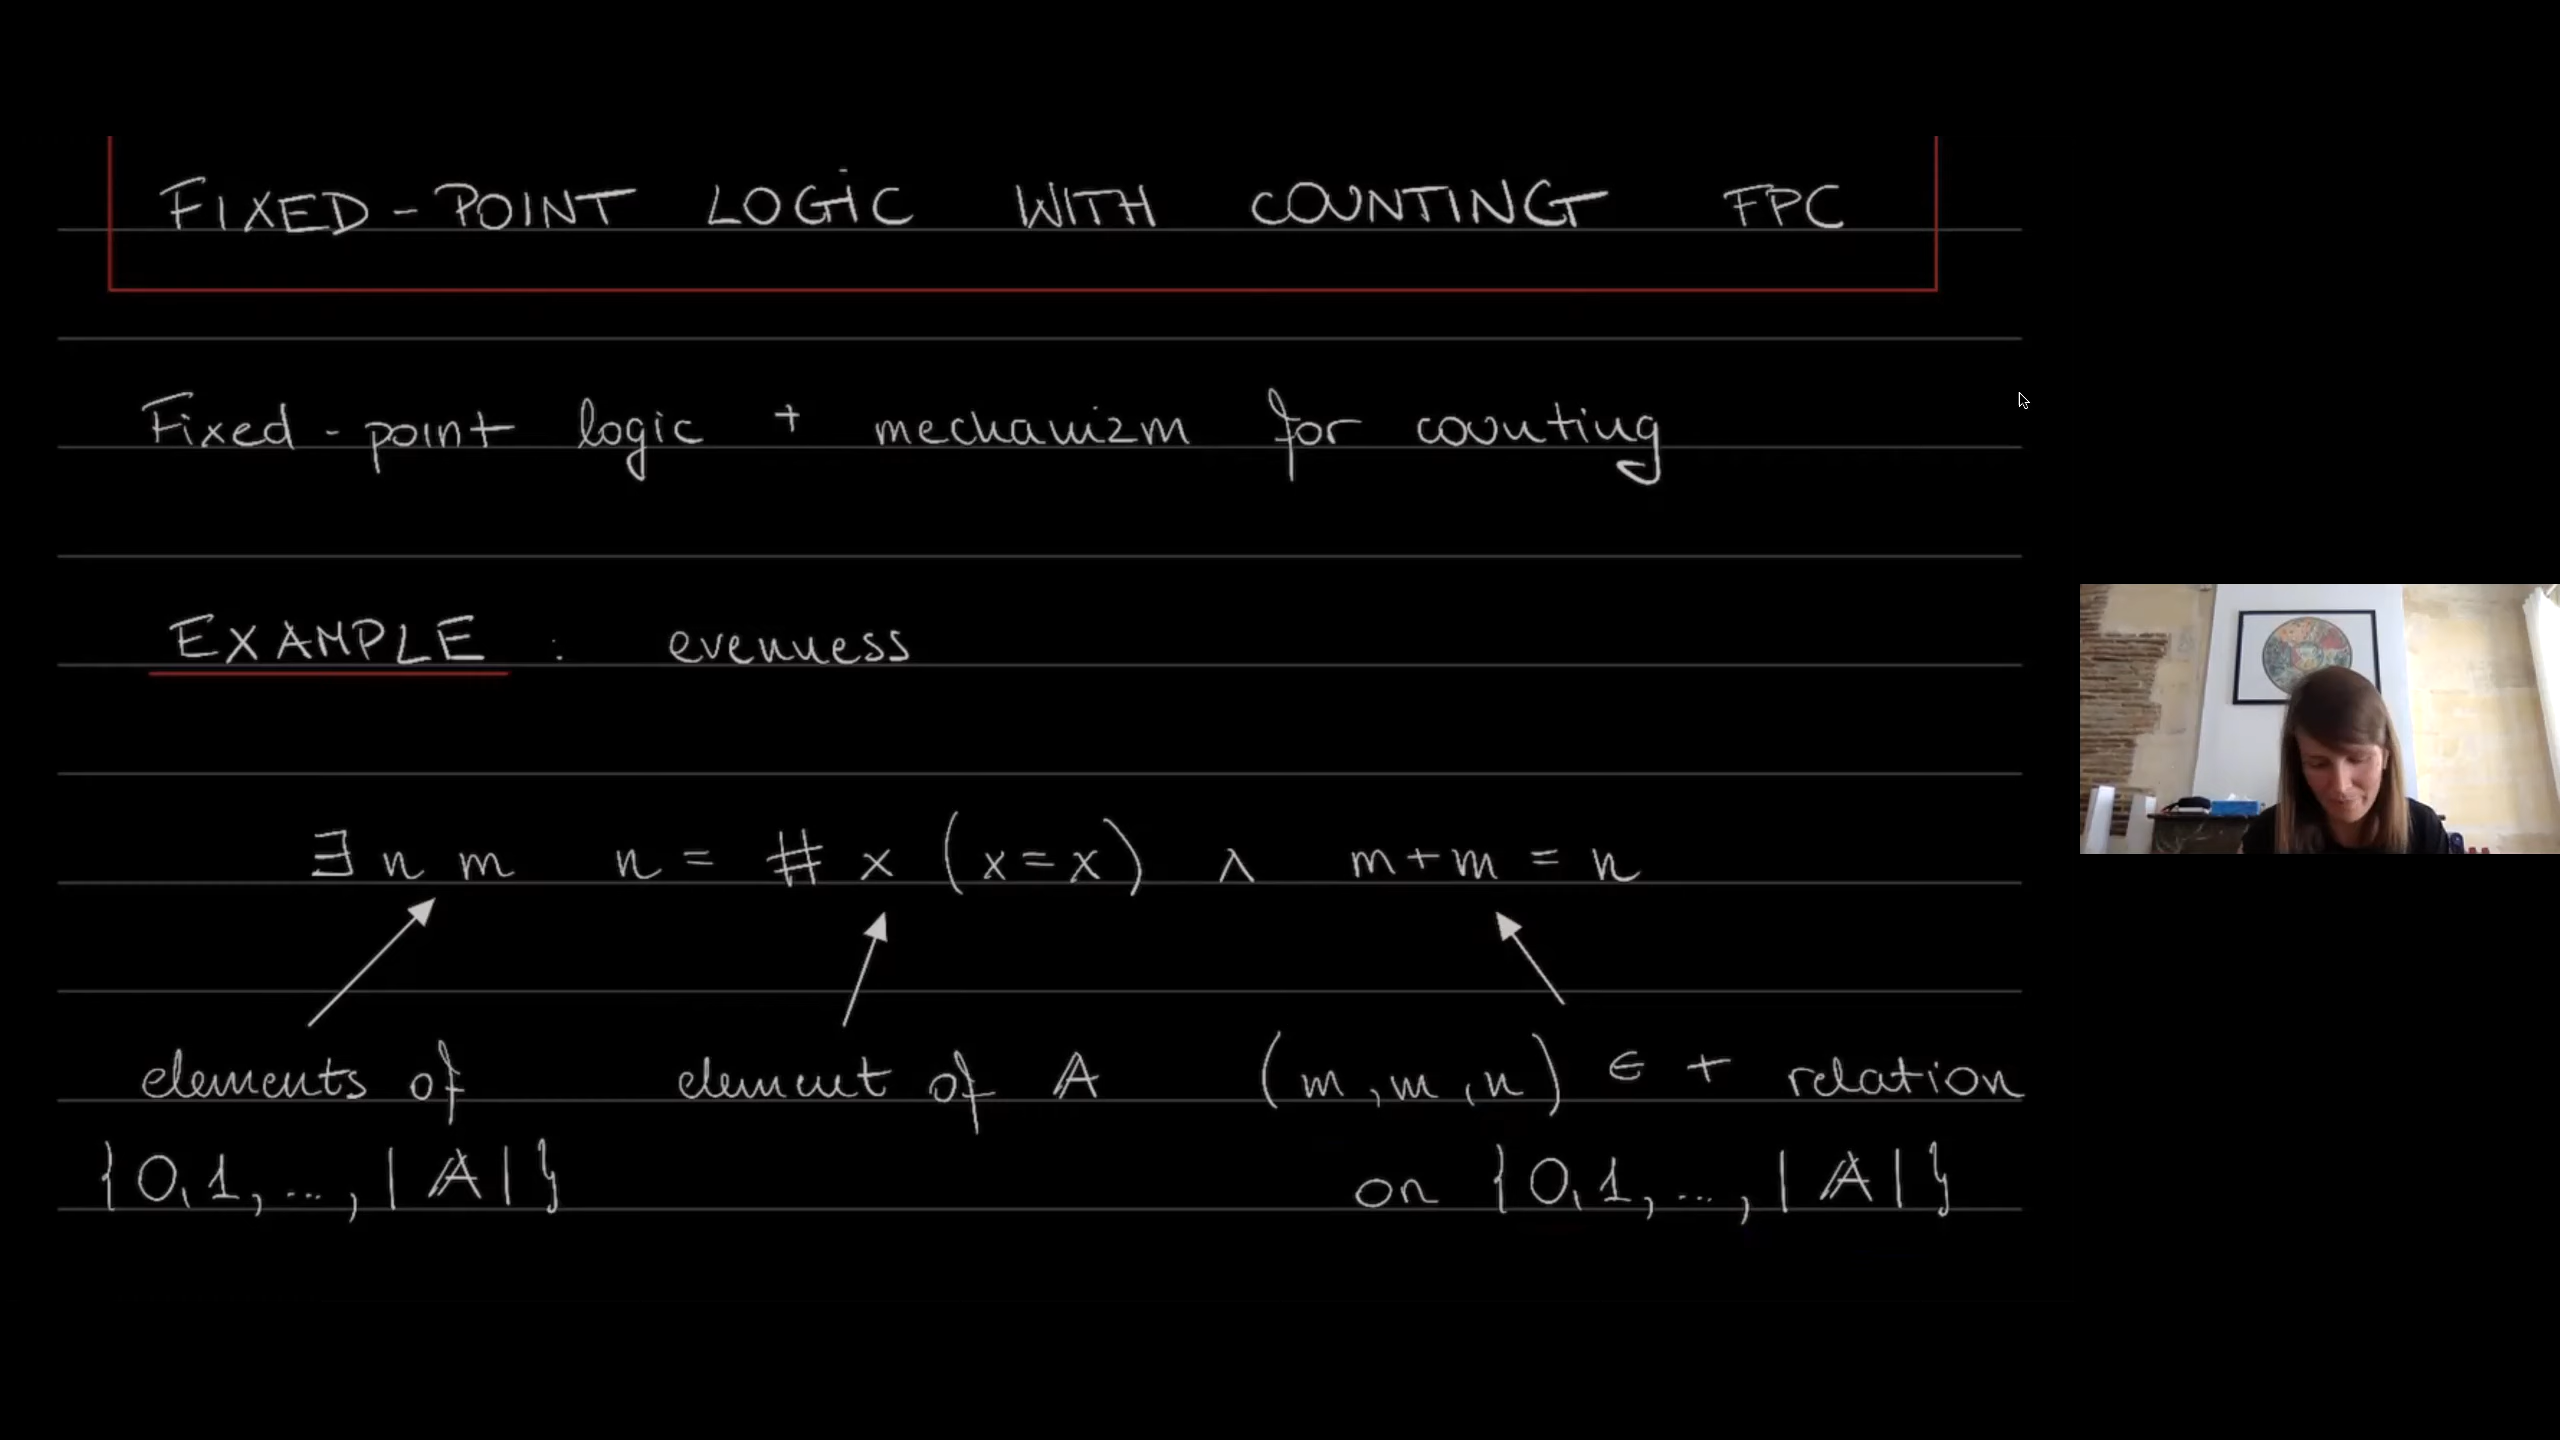 FIXED-POINT LOGIC WITH COUNTING FPC
Fixed-point logic + mechanizm for counting
EXAMPLE : evenness
∃ n m n = # x (x=x) ∧ m+m = n
elements of element of 𝔸 (m,m,n) ∈ + relation
{0,1,...,|𝔸|} on {0,1,...,|𝔸|}